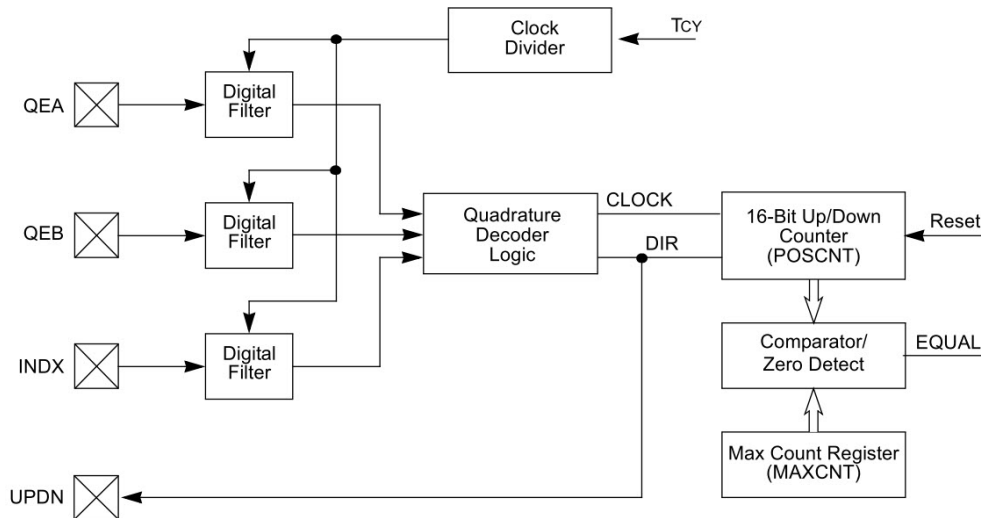 Clock
Divider
TCY
QEA
Digital
Filter
QEB
Digital
Filter
Quadrature
Decoder
Logic
CLOCK
DIR
16-Bit Up/Down
Counter
(POSCNT)
Reset
INDX
Digital
Filter
Comparator/
Zero Detect
EQUAL
Max Count Register
(MAXCNT)
UPDN